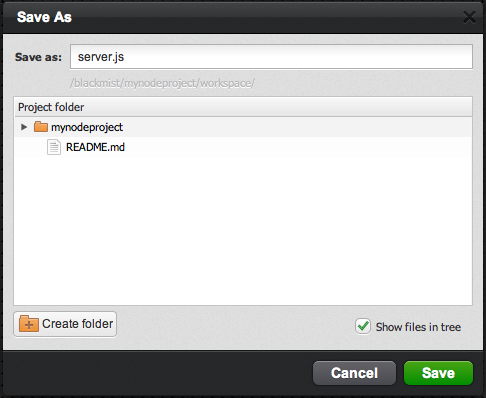 Save As
Save as: server.js
/blackmist/mynodeproject/workspace/
Project folder
mynodeproject
README.md
Create folder
Show files in tree
Cancel Save